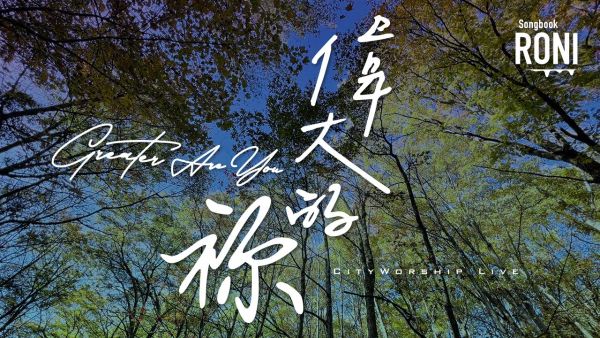 Songbook
RONI
偉大的
祢
Greater Are You
CityWorship Live